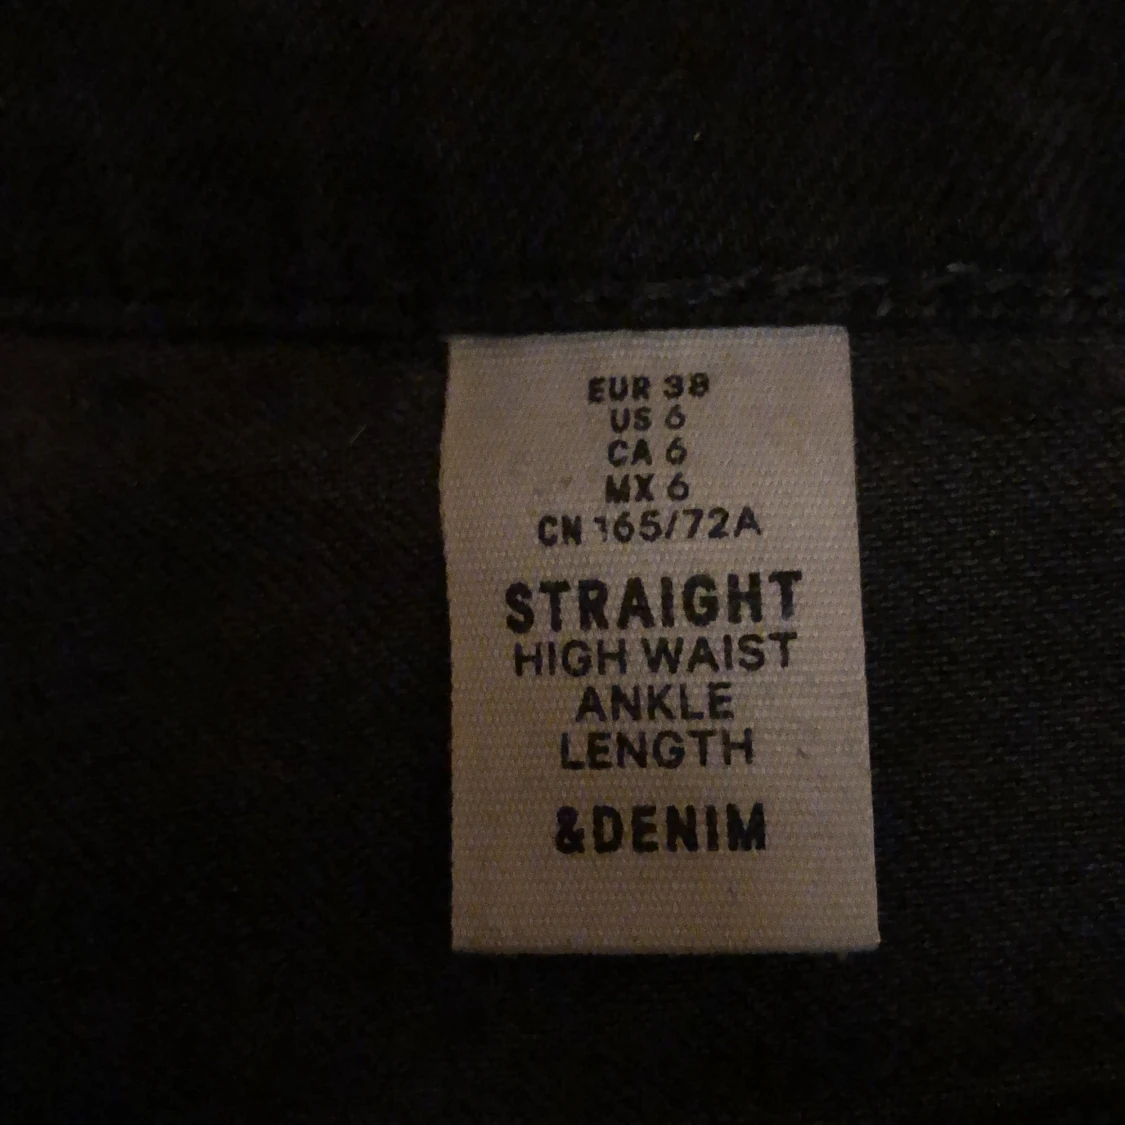 EUR 38
US 6
CA 6
MX 6
CN 165/72A
STRAIGHT
HIGH WAIST
ANKLE
LENGTH
&DENIM